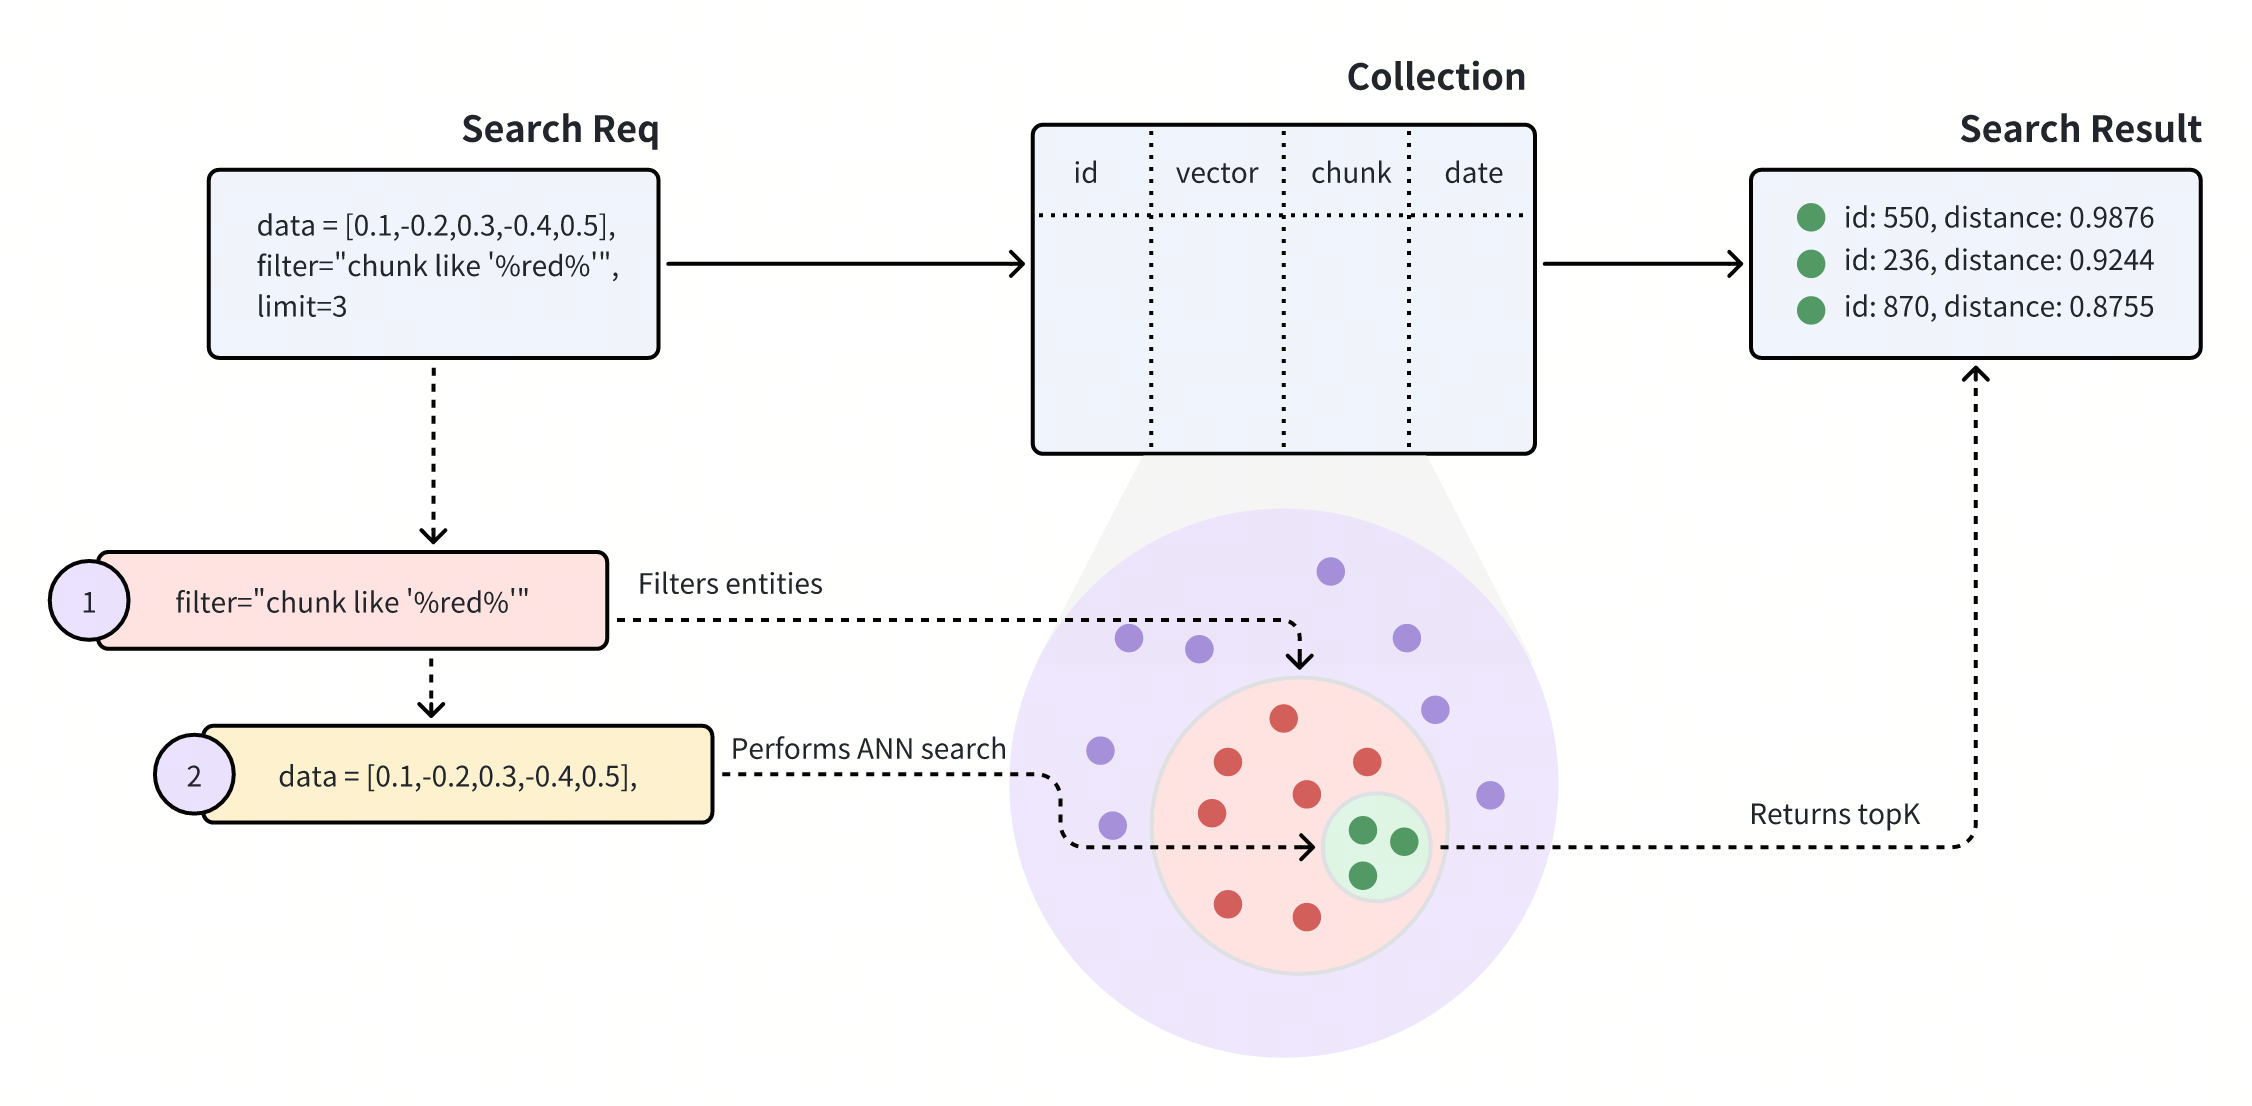 Collection
Search Req
Search Result
data = [0.1,-0.2,0.3,-0.4,0.5],
filter="chunk like '%red%'",
limit=3
id
vector
chunk
date
id: 550, distance: 0.9876
id: 236, distance: 0.9244
id: 870, distance: 0.8755
1
filter="chunk like '%red%'"
Filters entities
2
data = [0.1,-0.2,0.3,-0.4,0.5],
Performs ANN search
Returns topK